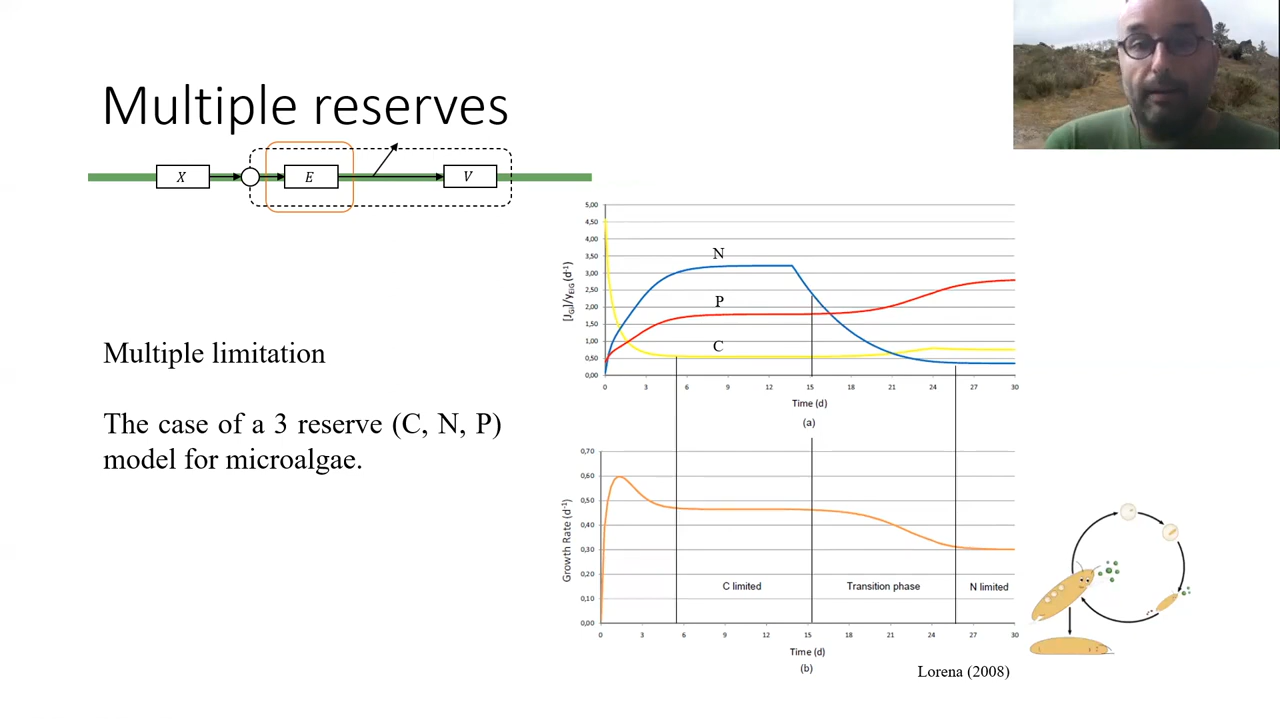 Multiple reserves
X
E
V
Multiple limitation
The case of a 3 reserve (C, N, P)
model for microalgae.
[J_G]/y_EiG (d⁻¹)
5,00
4,50
4,00
3,50
3,00
2,50
2,00
1,50
1,00
0,50
0,00
N
P
C
0 3 6 9 12 15 18 21 24 27 30
Time (d)
(a)
Growth Rate (d⁻¹)
0,70
0,60
0,50
0,40
0,30
0,20
0,10
0,00
C limited
Transition phase
N limited
0 3 6 9 12 15 18 21 24 27 30
Time (d)
(b)
Lorena (2008)